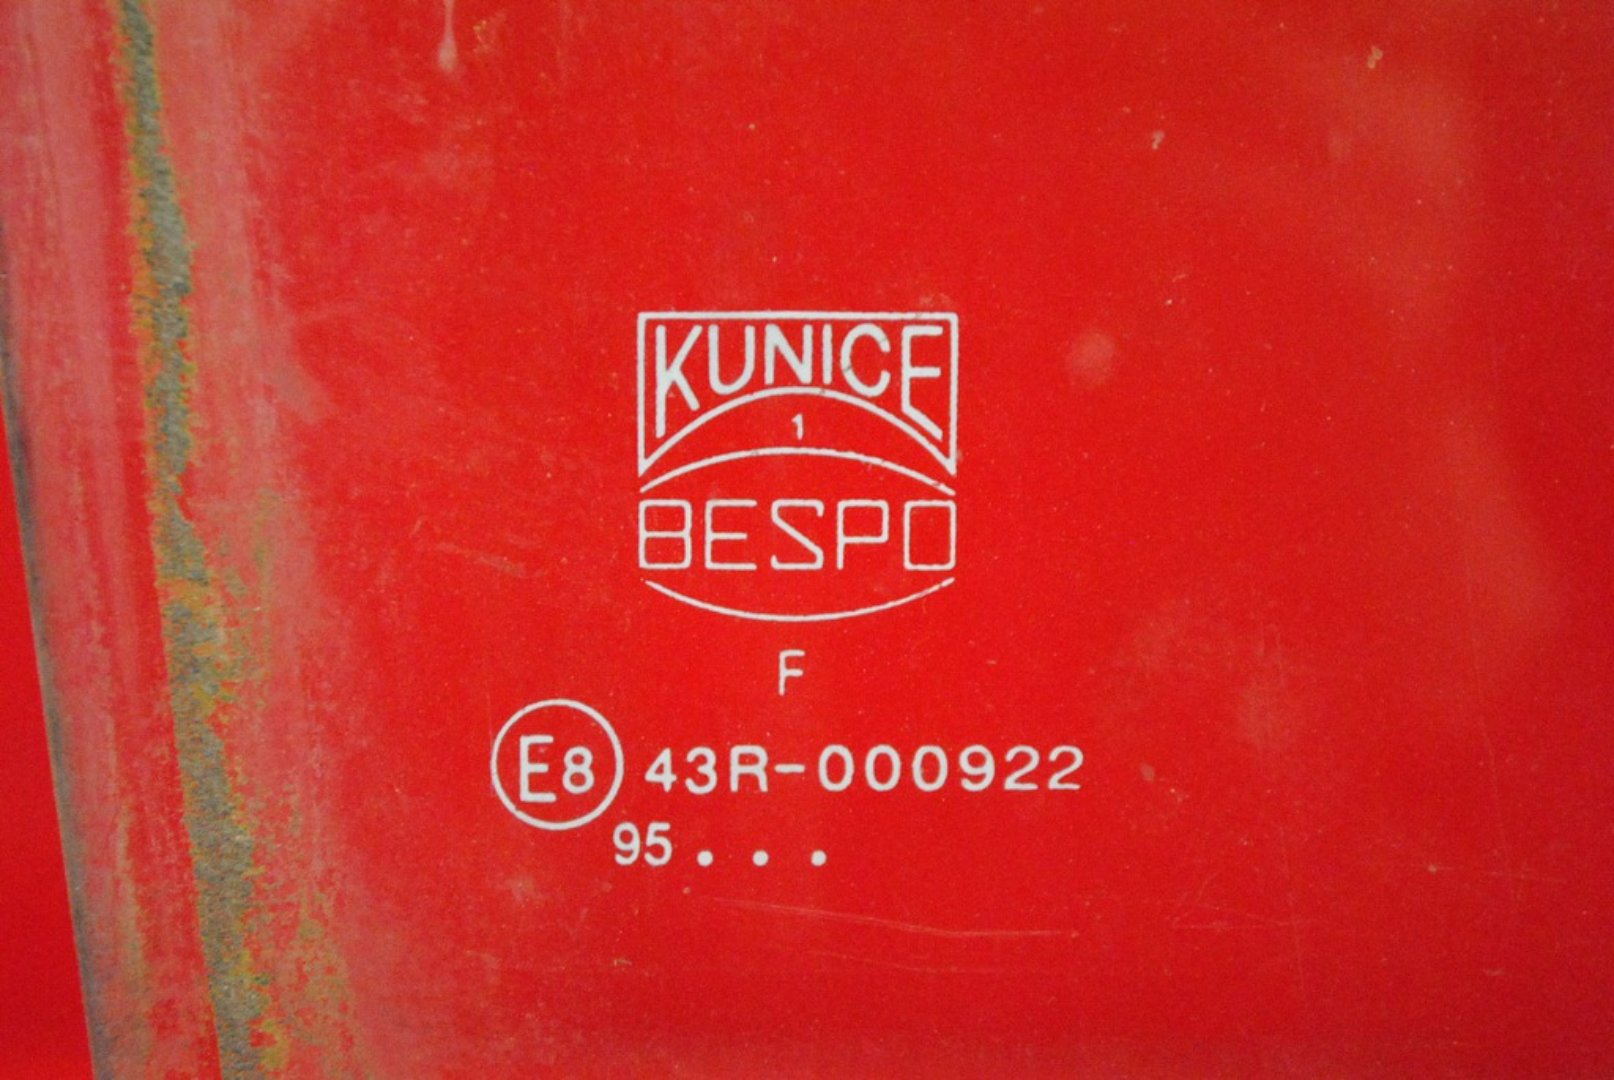 KUNICE
1
BESPO
F
E8 43R-000922
95 . . .